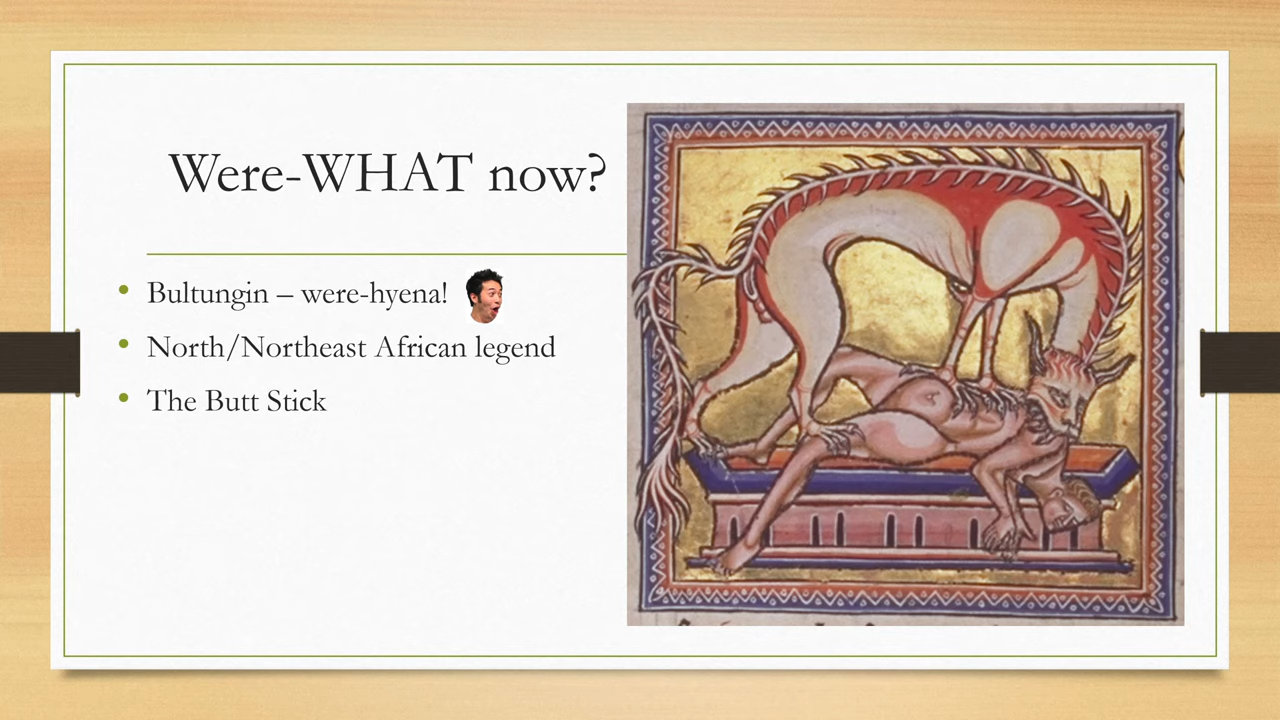 Were-WHAT now?
Bultungin – were-hyena!
North/Northeast African legend
The Butt Stick